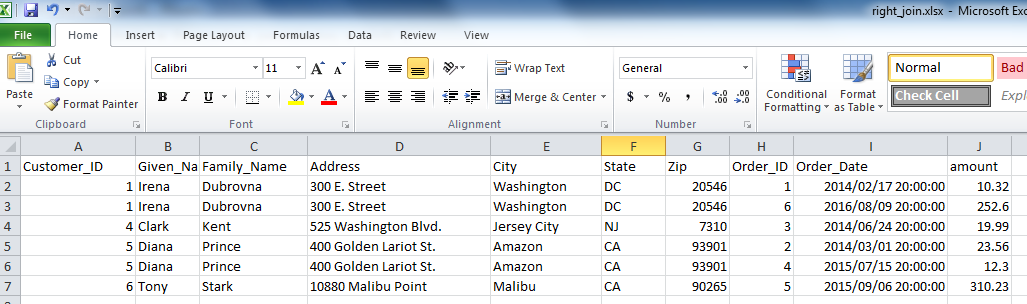 right_join.xlsx - Microsoft Exc
File Home Insert Page Layout Formulas Data Review View
Paste
Cut
Copy
Format Painter
Clipboard
Calibri 11 A A
B I U A
Font
Wrap Text
Merge & Center
Alignment
General
$ % , .00 .0
Number
Conditional Formatting
Format as Table
Normal Bad
Check Cell Explo
A B C D E F G H I J
1 Customer_ID Given_Na Family_Name Address City State Zip Order_ID Order_Date amount
2 1 Irena Dubrovna 300 E. Street Washington DC 20546 1 2014/02/17 20:00:00 10.32
3 1 Irena Dubrovna 300 E. Street Washington DC 20546 6 2016/08/09 20:00:00 252.6
4 4 Clark Kent 525 Washington Blvd. Jersey City NJ 7310 3 2014/06/24 20:00:00 19.99
5 5 Diana Prince 400 Golden Lariot St. Amazon CA 93901 2 2014/03/01 20:00:00 23.56
6 5 Diana Prince 400 Golden Lariot St. Amazon CA 93901 4 2015/07/15 20:00:00 12.3
7 6 Tony Stark 10880 Malibu Point Malibu CA 90265 5 2015/09/06 20:00:00 310.23